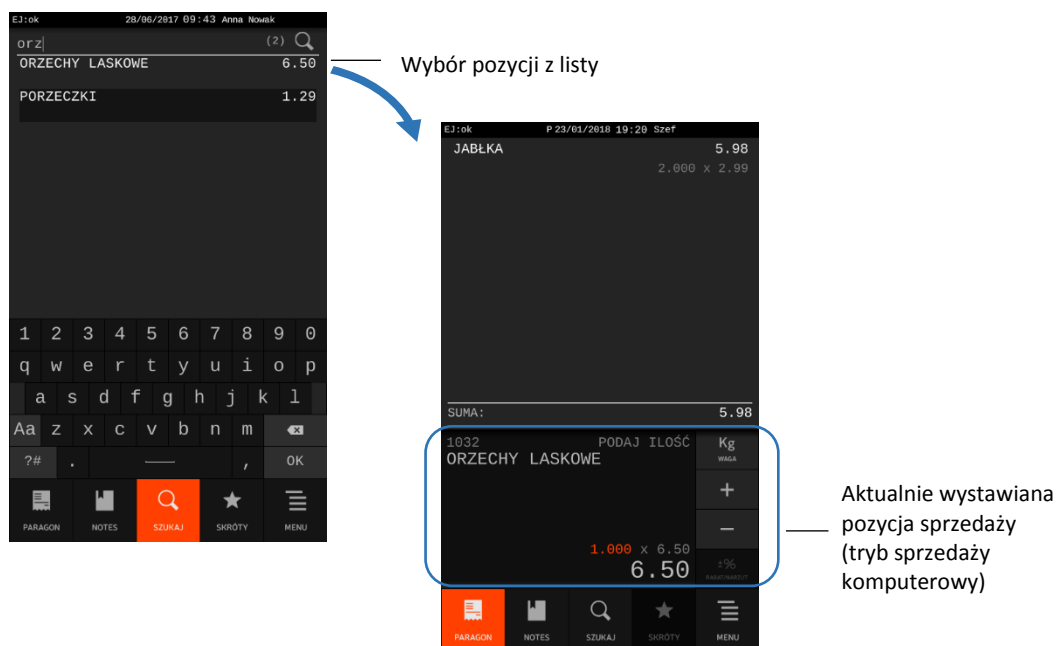 EJ:ok 28/06/2017 09:43 Anna Nowak
orz (2)
ORZECHY LASKOWE 6.50
PORZECZKI 1.29
1 2 3 4 5 6 7 8 9 0
q w e r t y u i o p
a s d f g h j k l
Aa z x c v b n m
?# . , OK
PARAGON NOTES SZUKAJ SKRÓTY MENU
Wybór pozycji z listy
EJ:ok P 23/01/2018 19:20 Szef
JABŁKA 5.98
2.000 x 2.99
SUMA: 5.98
1032 PODAJ ILOŚĆ Kg
WAGA
ORZECHY LASKOWE
+
−
1.000 x 6.50
6.50
±%
RABAT/NARZUT
PARAGON NOTES SZUKAJ SKRÓTY MENU
Aktualnie wystawiana
pozycja sprzedaży
(tryb sprzedaży
komputerowy)